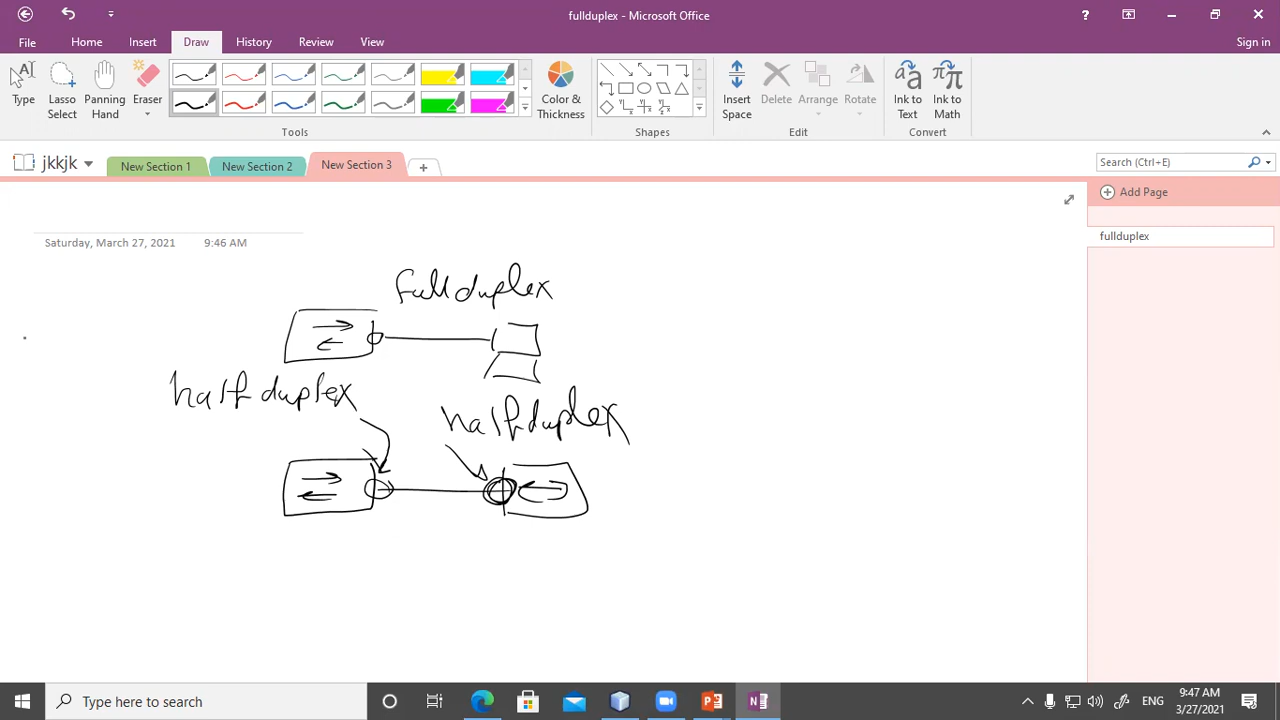 fullduplex - Microsoft Office
?
File
Home
Insert
Draw
History
Review
View
Sign in
Type
Lasso Select
Panning Hand
Eraser
Color & Thickness
Insert Space
Delete
Arrange
Rotate
Ink to Text
Ink to Math
Tools
Shapes
Edit
Convert
jkkjk
New Section 1
New Section 2
New Section 3
Search (Ctrl+E)
Add Page
fullduplex
Saturday, March 27, 2021
9:46 AM
full duplex
half duplex
half duplex
Type here to search
ENG
9:47 AM
3/27/2021